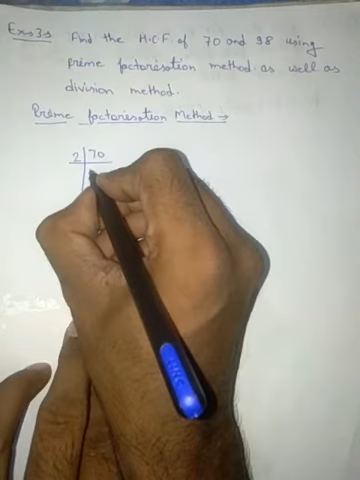 Ex:3:- Find the H.C.F of 70 and 98 using
prime factorisation method as well as
division method.
Prime factorisation Method →
2 70